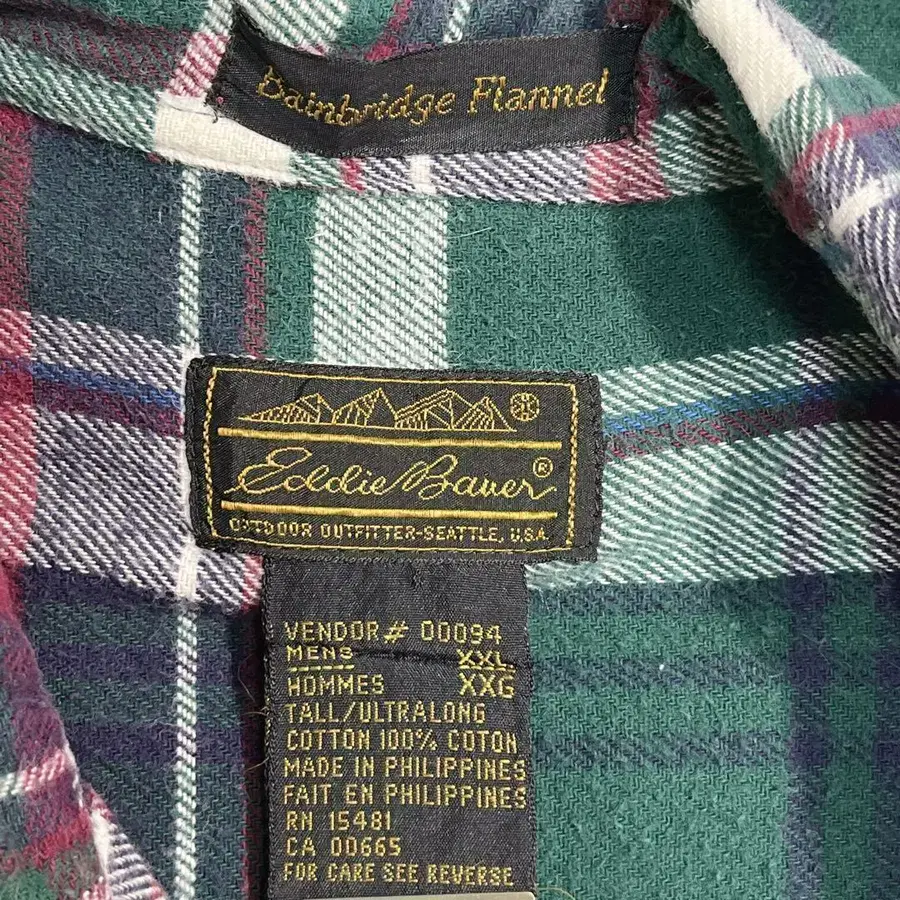 Bainbridge Flannel
Eddie Bauer®
OUTDOOR OUTFITTER-SEATTLE, U.S.A.
VENDOR # 00094
MENS XXL
HOMMES XXG
TALL/ULTRALONG
COTTON 100% COTON
MADE IN PHILIPPINES
FAIT EN PHILIPPINES
RN 15481
CA 00665
FOR CARE SEE REVERSE